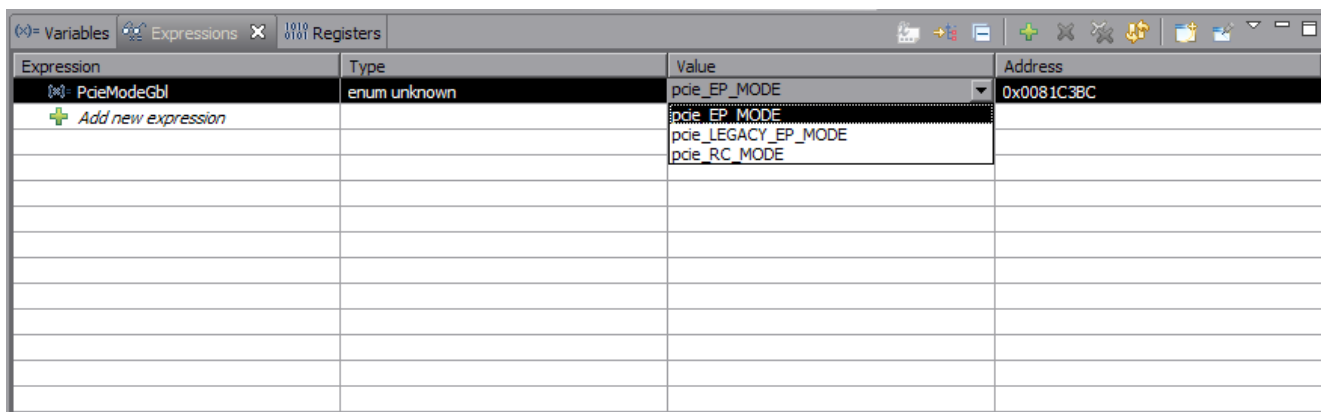 (x)= Variables Expressions Registers
Expression Type Value Address
PcieModeGbl enum unknown pcie_EP_MODE 0x0081C3BC
Add new expression pcie_EP_MODE
pcie_LEGACY_EP_MODE
pcie_RC_MODE